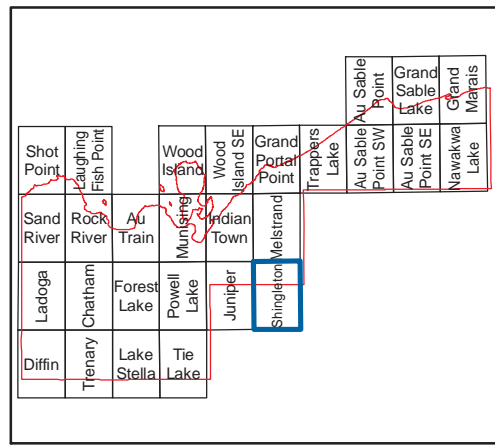 Au Sable
Point
Grand
Sable
Lake
Grand
Marais
Shot
Point
Laughing
Fish Point
Wood
Island
Wood
Island SE
Grand
Portal
Point
Trappers
Lake
Au Sable
Point SW
Au Sable
Point SE
Nawakwa
Lake
Sand
River
Rock
River
Au
Train
Munising
Indian
Town
Melstrand
Ladoga
Chatham
Forest
Lake
Powell
Lake
Juniper
Shingleton
Diffin
Trenary
Lake
Stella
Tie
Lake